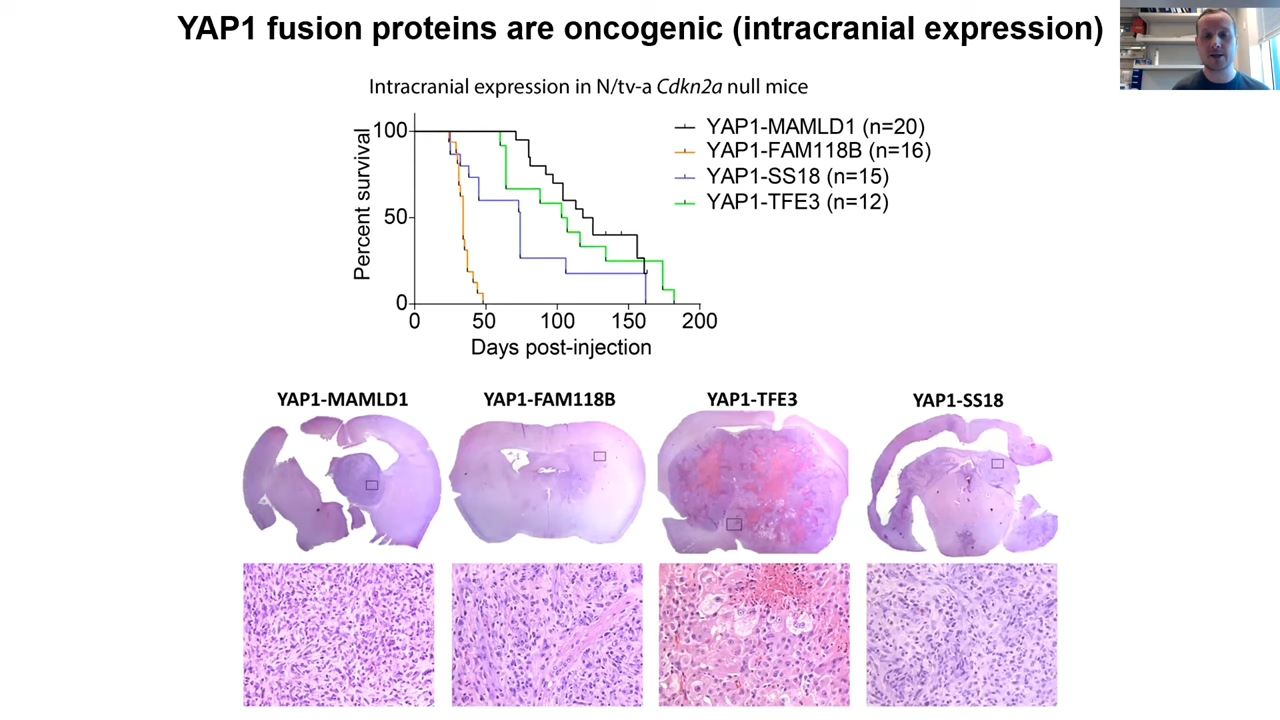 YAP1 fusion proteins are oncogenic (intracranial expression)
Intracranial expression in N/tv-a Cdkn2a null mice
Percent survival
100
50
0
0 50 100 150 200
Days post-injection
YAP1-MAMLD1 (n=20)
YAP1-FAM118B (n=16)
YAP1-SS18 (n=15)
YAP1-TFE3 (n=12)
YAP1-MAMLD1 YAP1-FAM118B YAP1-TFE3 YAP1-SS18